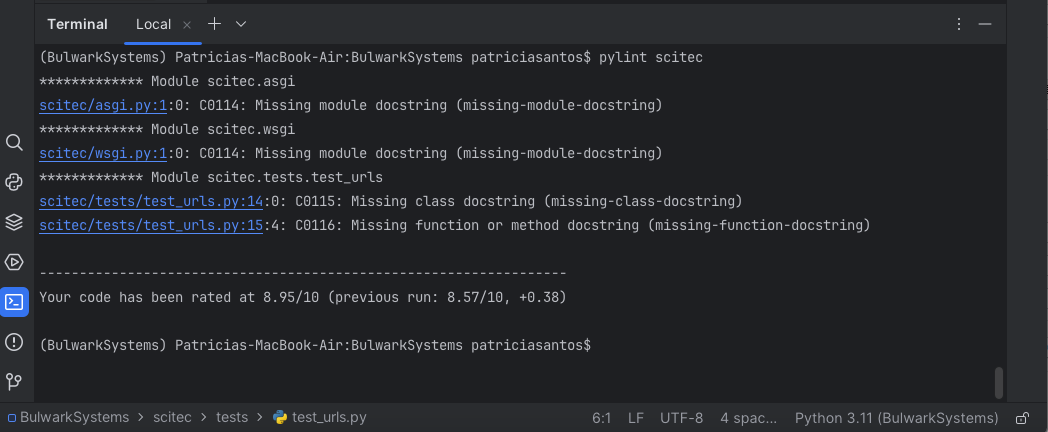 Terminal Local × + 
(BulwarkSystems) Patricias-MacBook-Air:BulwarkSystems patriciasantos$ pylint scitec
************* Module scitec.asgi
scitec/asgi.py:1:0: C0114: Missing module docstring (missing-module-docstring)
************* Module scitec.wsgi
scitec/wsgi.py:1:0: C0114: Missing module docstring (missing-module-docstring)
************* Module scitec.tests.test_urls
scitec/tests/test_urls.py:14:0: C0115: Missing class docstring (missing-class-docstring)
scitec/tests/test_urls.py:15:4: C0116: Missing function or method docstring (missing-function-docstring)
------------------------------------------------------------------
Your code has been rated at 8.95/10 (previous run: 8.57/10, +0.38)
(BulwarkSystems) Patricias-MacBook-Air:BulwarkSystems patriciasantos$
BulwarkSystems > scitec > tests > test_urls.py 6:1 LF UTF-8 4 spac... Python 3.11 (BulwarkSystems)